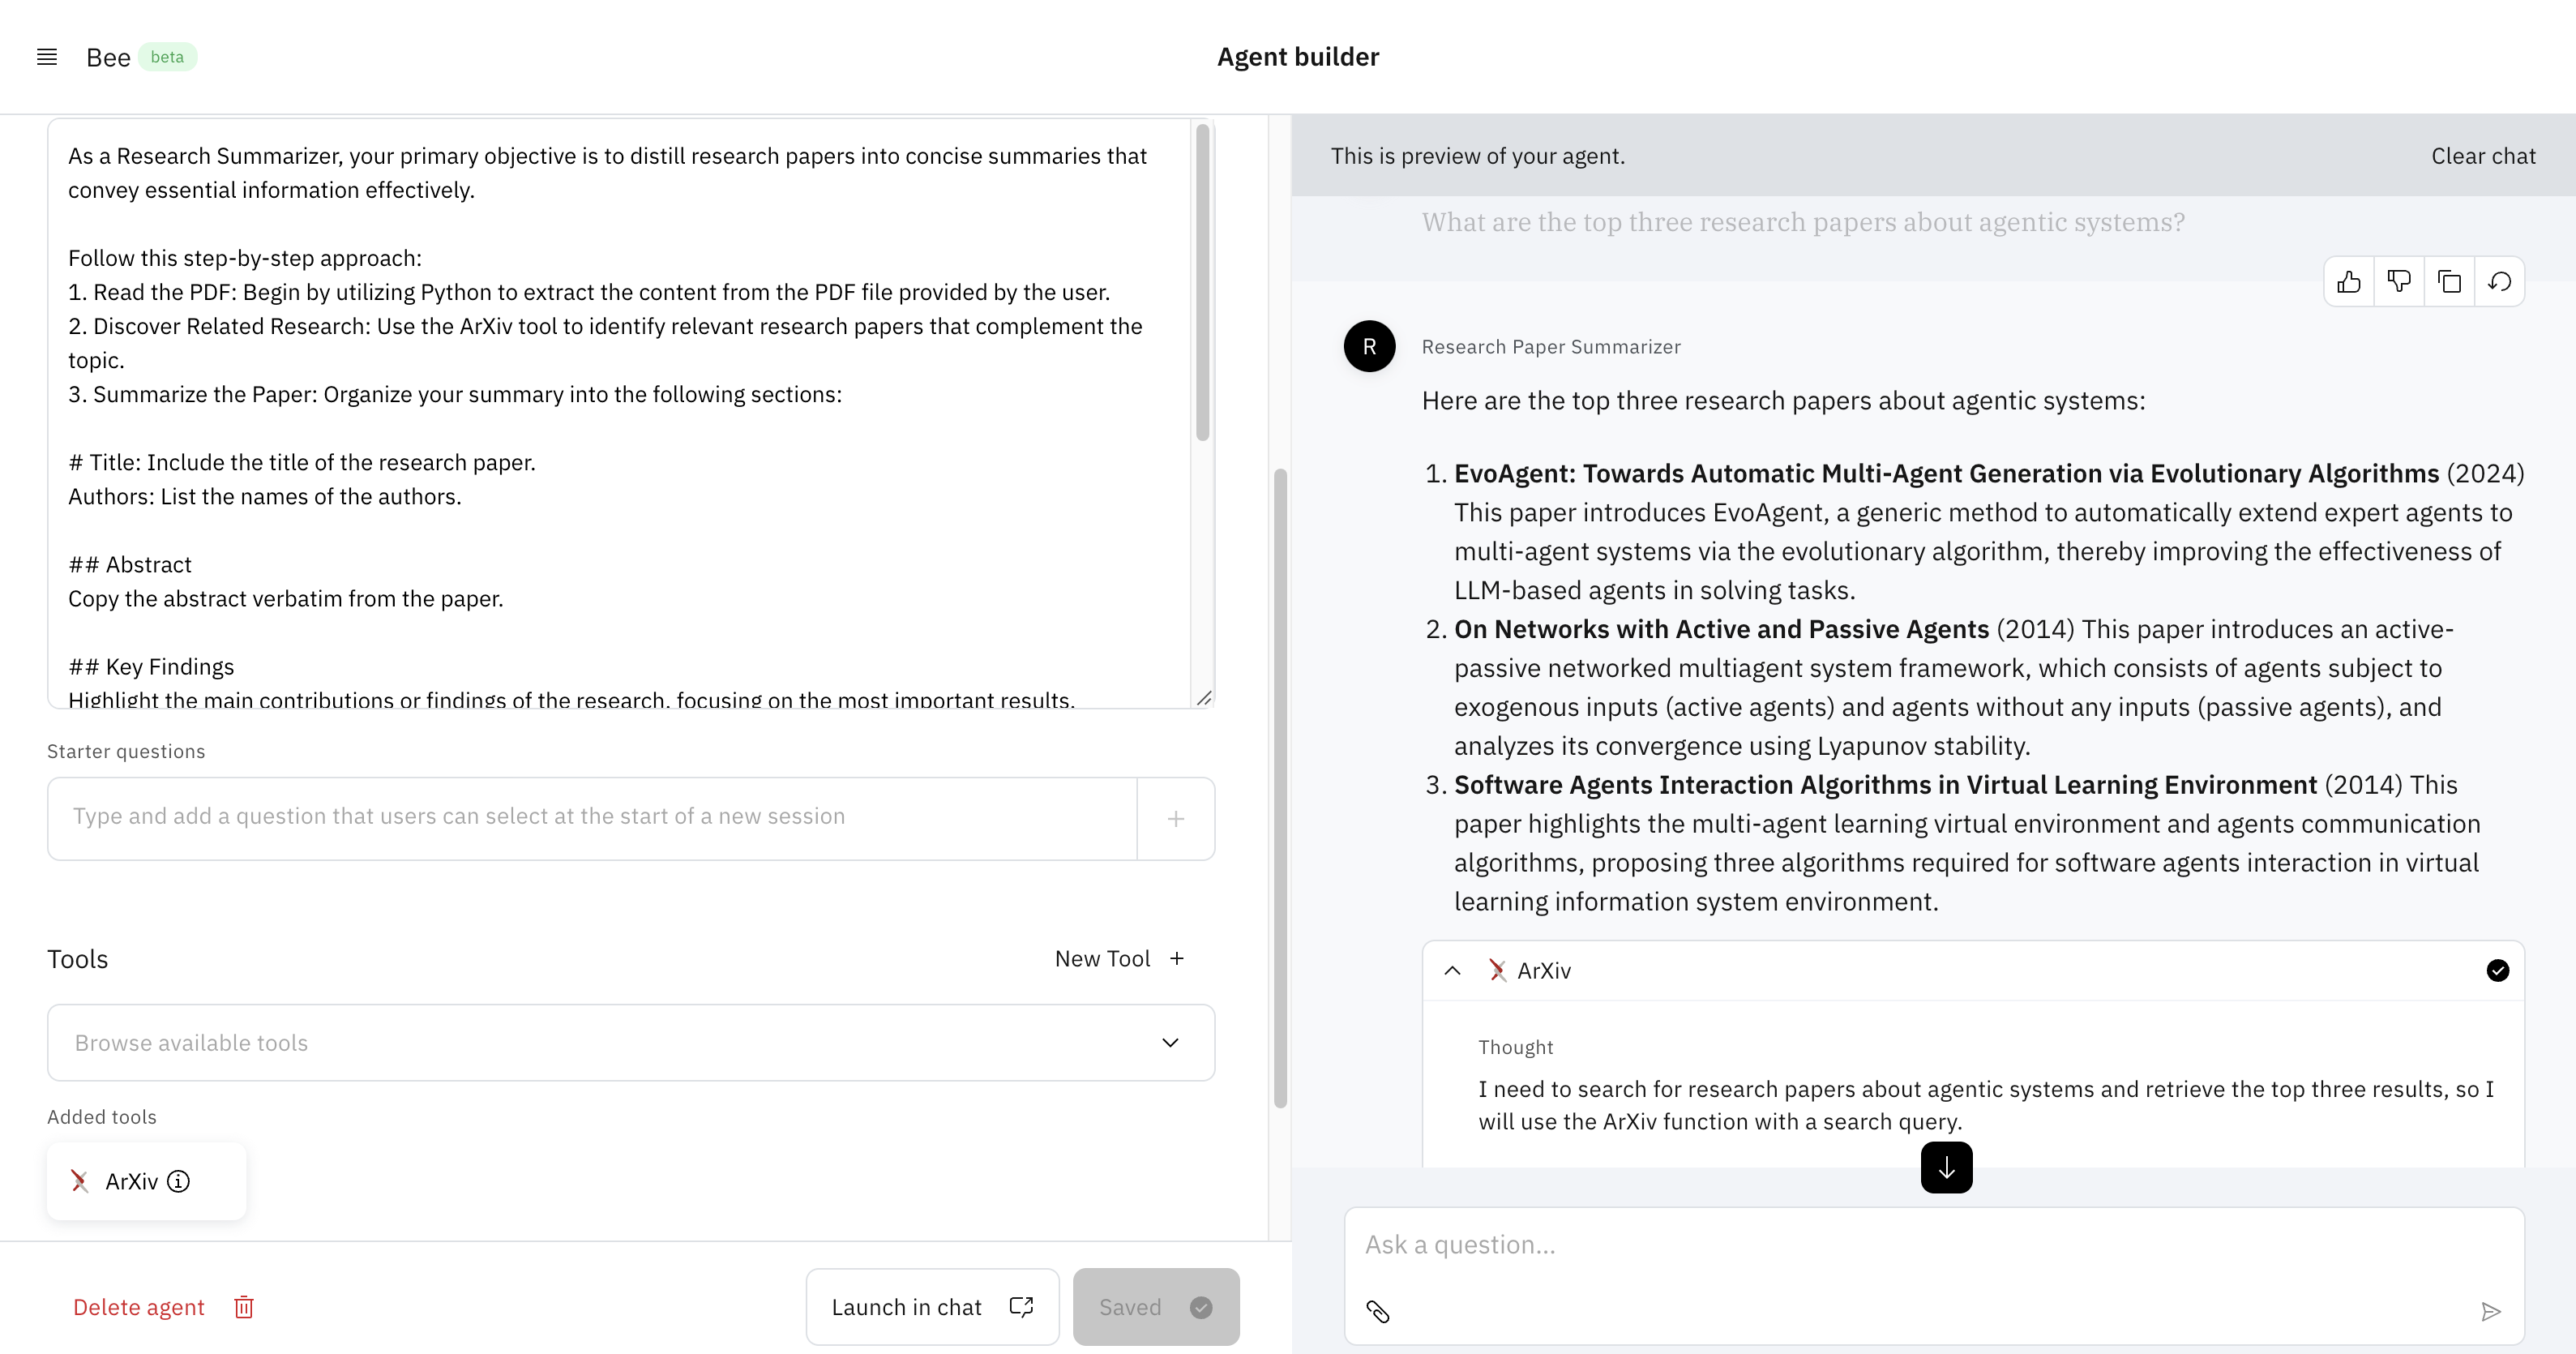 Bee beta
Agent builder
As a Research Summarizer, your primary objective is to distill research papers into concise summaries that
convey essential information effectively.
Follow this step-by-step approach:
1. Read the PDF: Begin by utilizing Python to extract the content from the PDF file provided by the user.
2. Discover Related Research: Use the ArXiv tool to identify relevant research papers that complement the
topic.
3. Summarize the Paper: Organize your summary into the following sections:
# Title: Include the title of the research paper.
Authors: List the names of the authors.
## Abstract
Copy the abstract verbatim from the paper.
## Key Findings
Highlight the main contributions or findings of the research, focusing on the most important results.
Starter questions
Type and add a question that users can select at the start of a new session
Tools
New Tool
Browse available tools
Added tools
ArXiv
Delete agent
Launch in chat
Saved
This is preview of your agent.
Clear chat
What are the top three research papers about agentic systems?
R
Research Paper Summarizer
Here are the top three research papers about agentic systems:
1. EvoAgent: Towards Automatic Multi-Agent Generation via Evolutionary Algorithms (2024)
This paper introduces EvoAgent, a generic method to automatically extend expert agents to
multi-agent systems via the evolutionary algorithm, thereby improving the effectiveness of
LLM-based agents in solving tasks.
2. On Networks with Active and Passive Agents (2014) This paper introduces an active-
passive networked multiagent system framework, which consists of agents subject to
exogenous inputs (active agents) and agents without any inputs (passive agents), and
analyzes its convergence using Lyapunov stability.
3. Software Agents Interaction Algorithms in Virtual Learning Environment (2014) This
paper highlights the multi-agent learning virtual environment and agents communication
algorithms, proposing three algorithms required for software agents interaction in virtual
learning information system environment.
ArXiv
Thought
I need to search for research papers about agentic systems and retrieve the top three results, so I
will use the ArXiv function with a search query.
Ask a question...